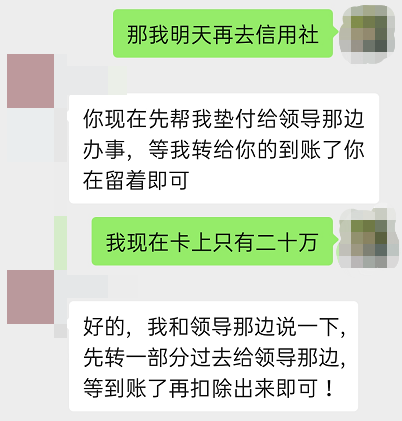 那我明天再去信用社
你现在先帮我垫付给领导那边
办事，等我转给你的到账了你
在留着即可
我现在卡上只有二十万
好的，我和领导那边说一下，
先转一部分过去给领导那边，
等到账了再扣除出来即可！